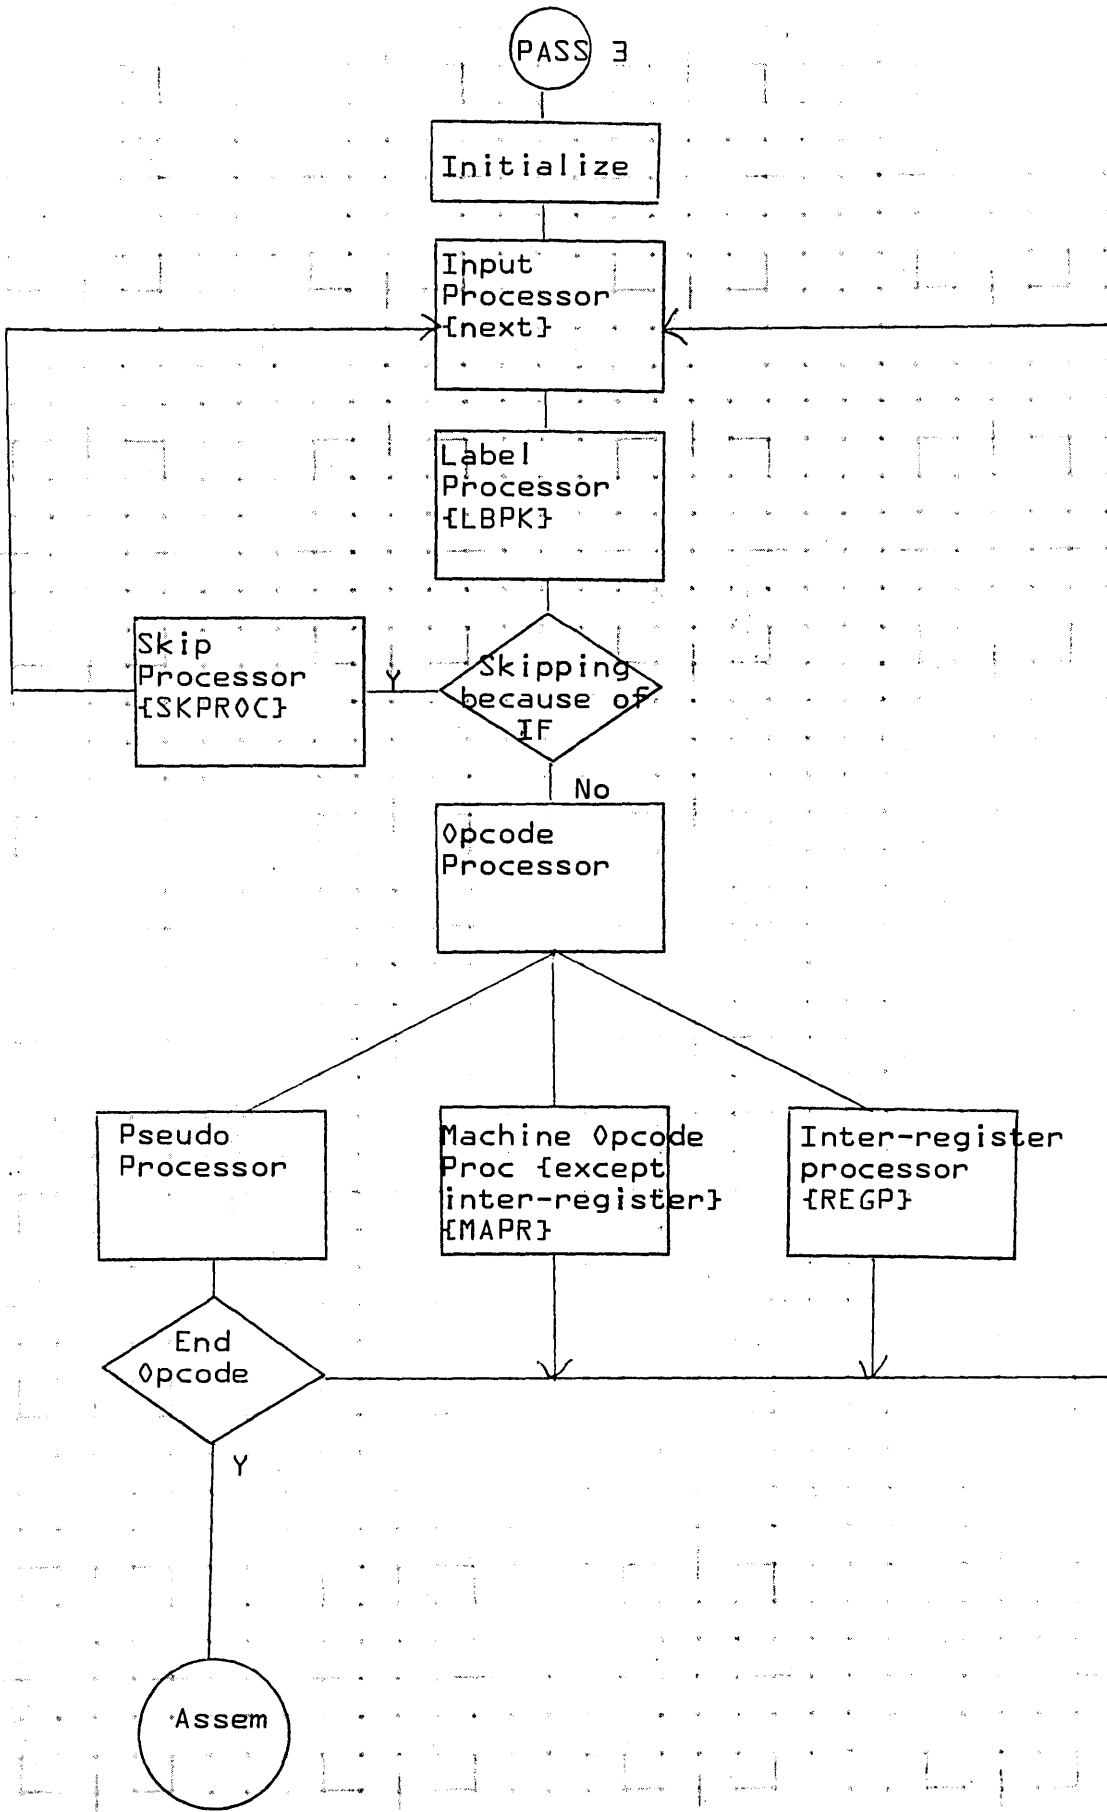 PASS 3
Initialize
Input
Processor
{next}
Label
Processor
{LBPK}
Skip
Processor
{SKPROC}
Y
Skipping
because of
IF
No
Opcode
Processor
Pseudo
Processor
Machine Opcode
Proc {except
inter-register}
{MAPR}
Inter-register
processor
{REGP}
End
Opcode
Y
Assem